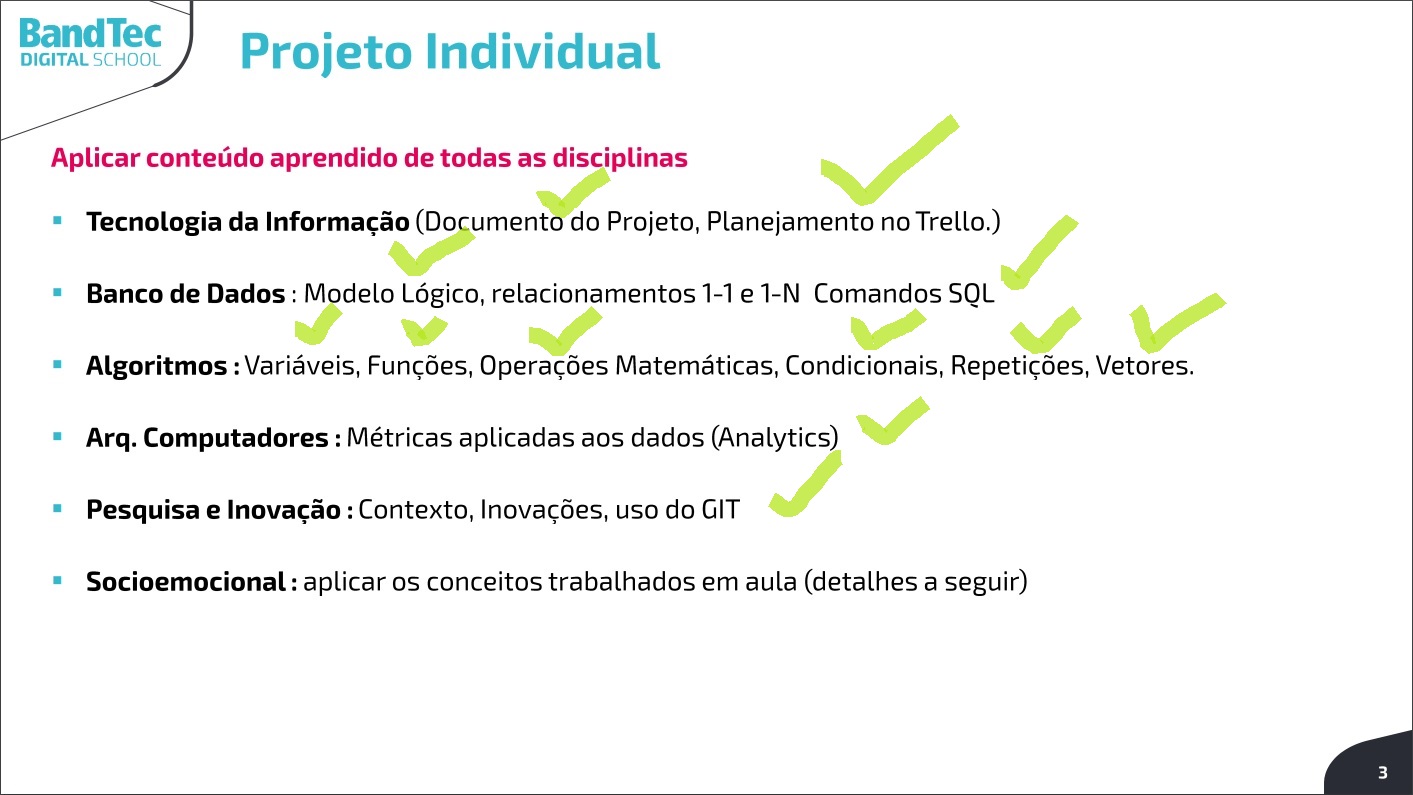 BandTec
DIGITAL SCHOOL
Projeto Individual
Aplicar conteúdo aprendido de todas as disciplinas
▪ Tecnologia da Informação (Documento do Projeto, Planejamento no Trello.)
▪ Banco de Dados : Modelo Lógico, relacionamentos 1-1 e 1-N Comandos SQL
▪ Algoritmos : Variáveis, Funções, Operações Matemáticas, Condicionais, Repetições, Vetores.
▪ Arq. Computadores : Métricas aplicadas aos dados (Analytics)
▪ Pesquisa e Inovação : Contexto, Inovações, uso do GIT
▪ Socioemocional : aplicar os conceitos trabalhados em aula (detalhes a seguir)
3